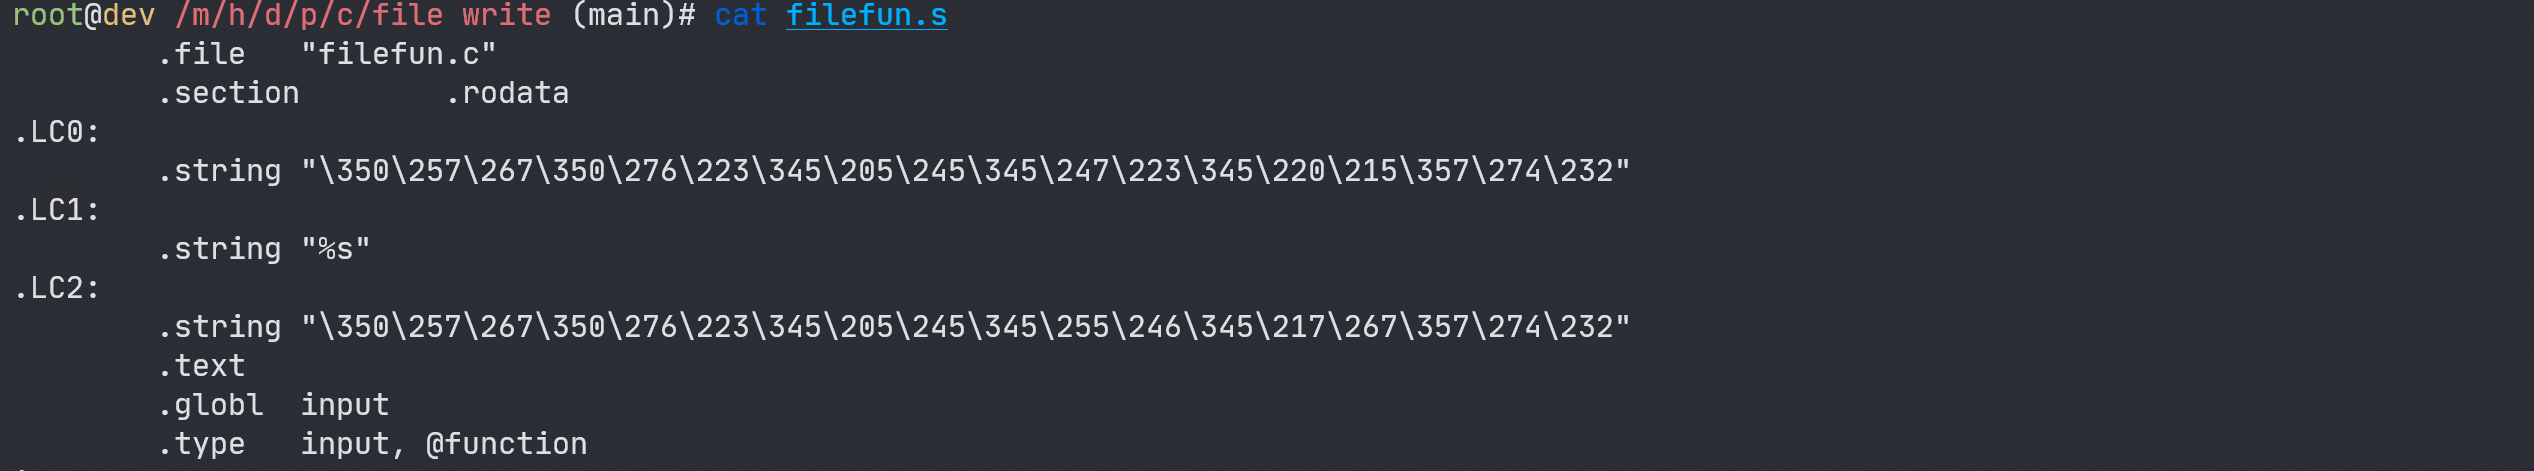 root@dev /m/h/d/p/c/file write (main)# cat filefun.s
        .file   "filefun.c"
        .section        .rodata
.LC0:
        .string "\350\257\267\350\276\223\345\205\245\345\247\223\345\220\215\357\274\232"
.LC1:
        .string "%s"
.LC2:
        .string "\350\257\267\350\276\223\345\205\245\345\255\246\345\217\267\357\274\232"
        .text
        .globl  input
        .type   input, @function